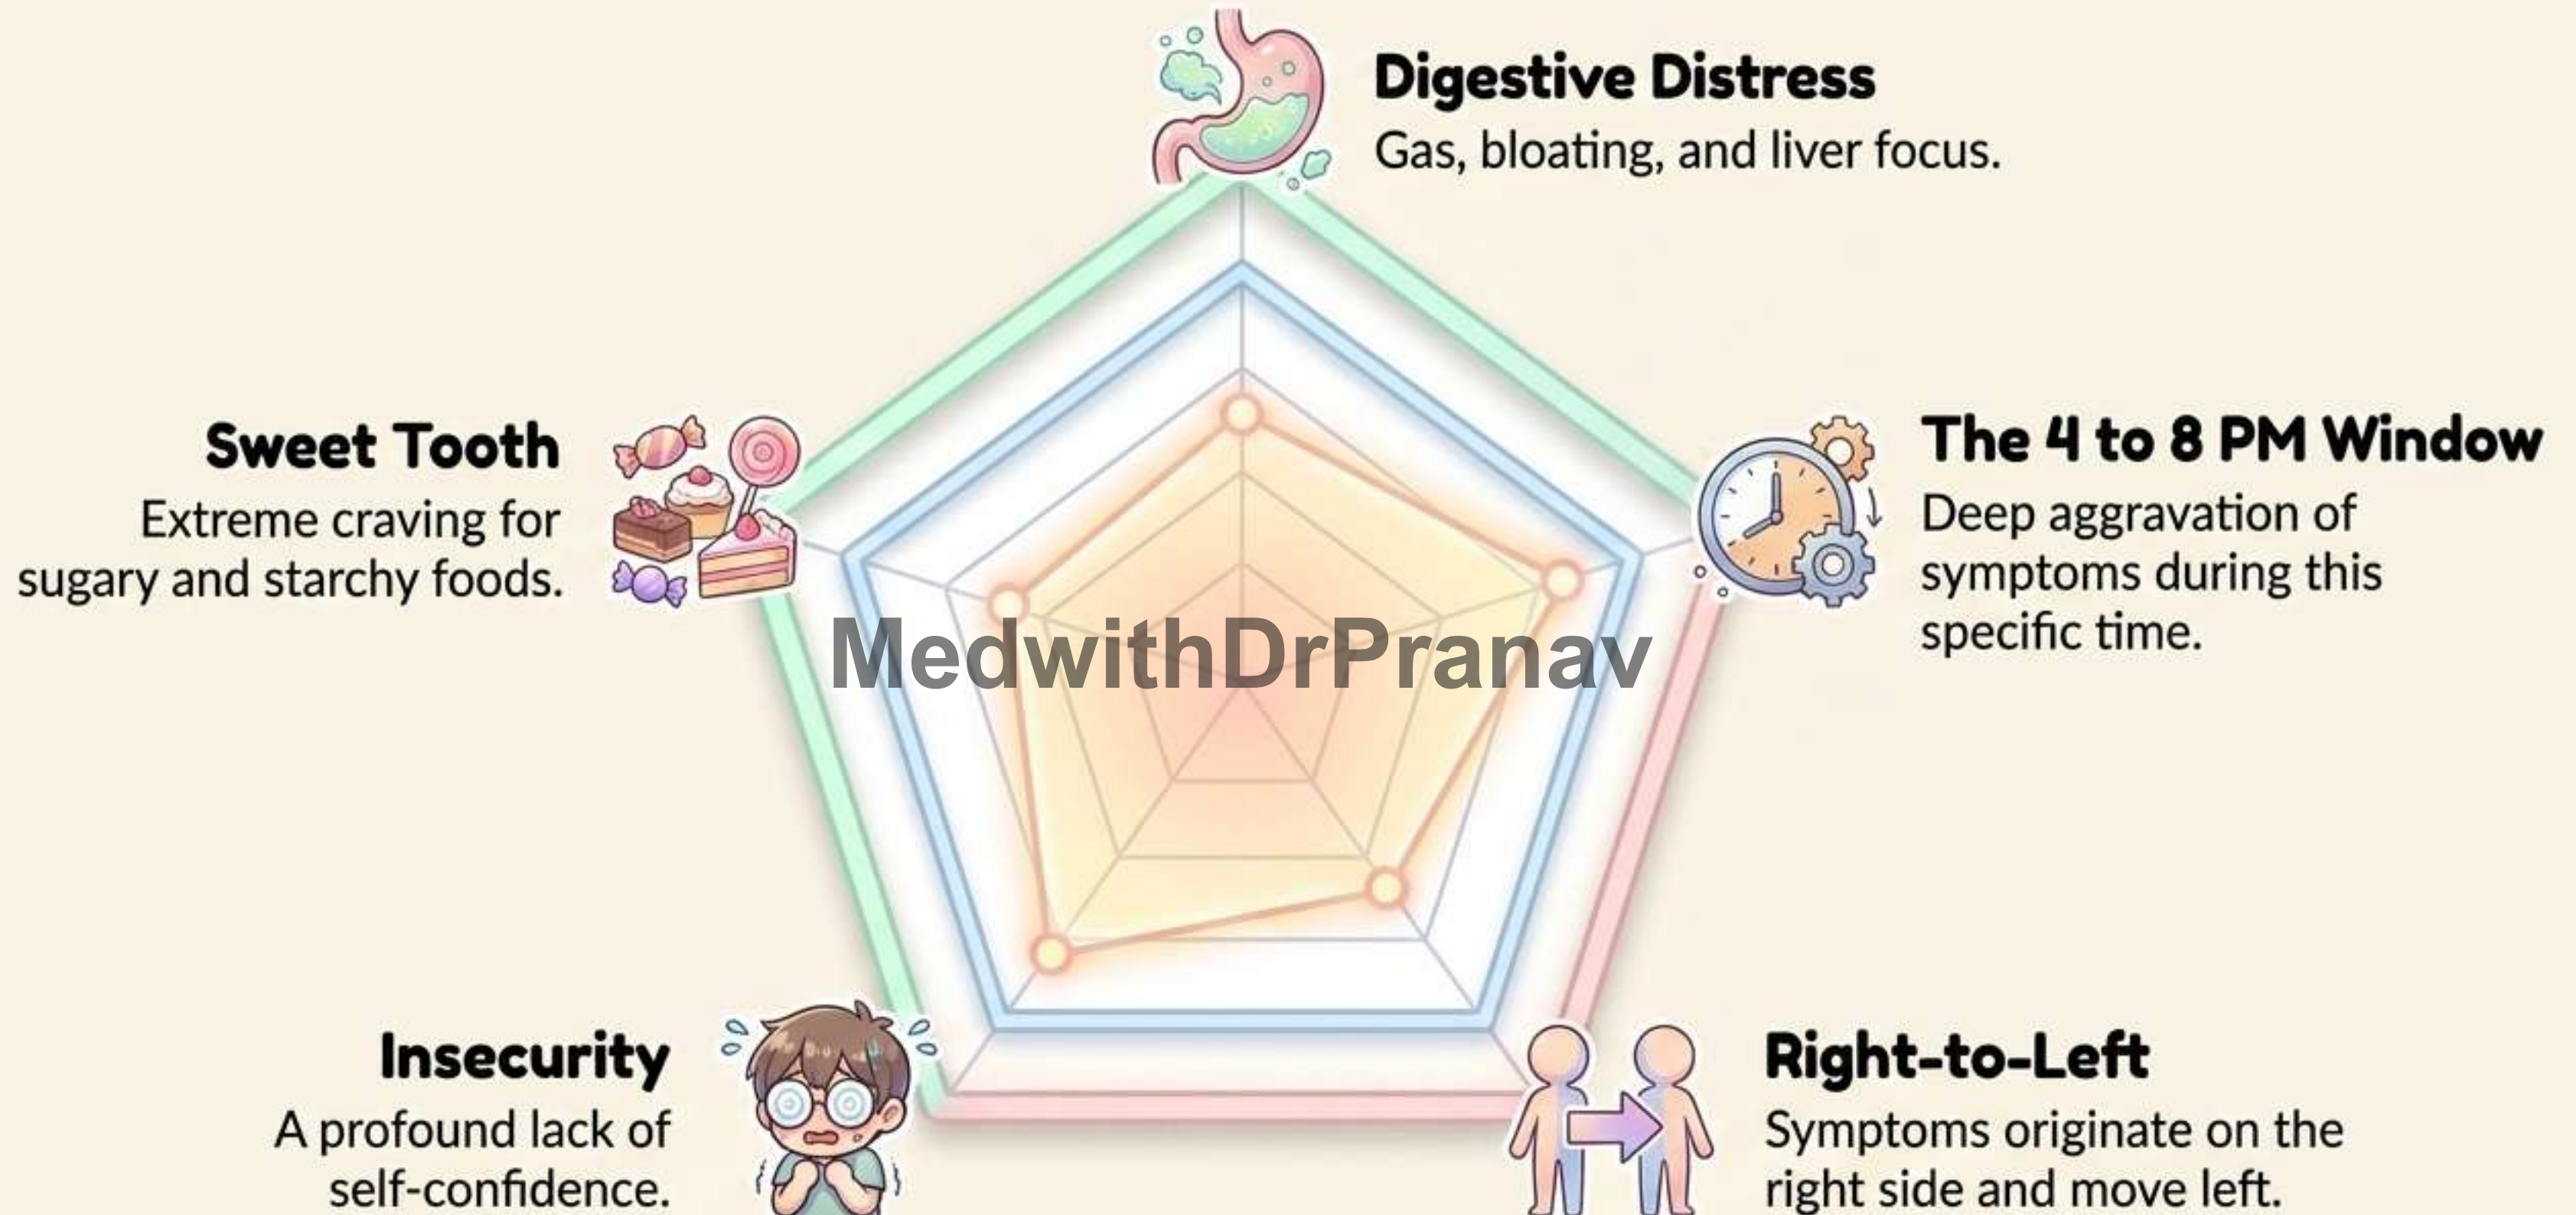 Digestive Distress
Gas, bloating, and liver focus.
Sweet Tooth
Extreme craving for
sugary and starchy foods.
The 4 to 8 PM Window
Deep aggravation of
symptoms during this
specific time.
MedwithDrPranav
Insecurity
A profound lack of
self-confidence.
Right-to-Left
Symptoms originate on the
right side and move left.